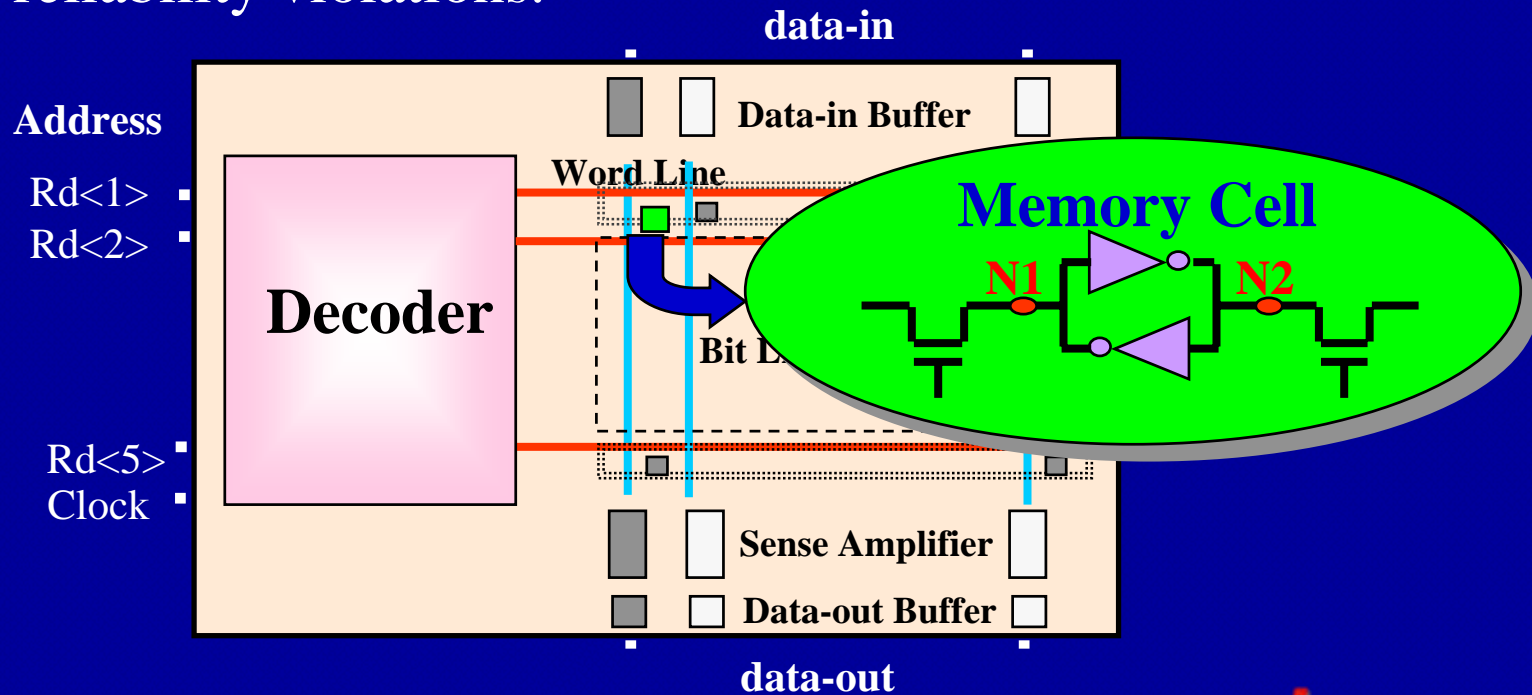 data-in
Address
Data-in Buffer
Word Line
Rd<1>
Rd<2>
Memory Cell
N1
N2
Decoder
Bit
Rd<5>
Clock
Sense Amplifier
Data-out Buffer
data-out